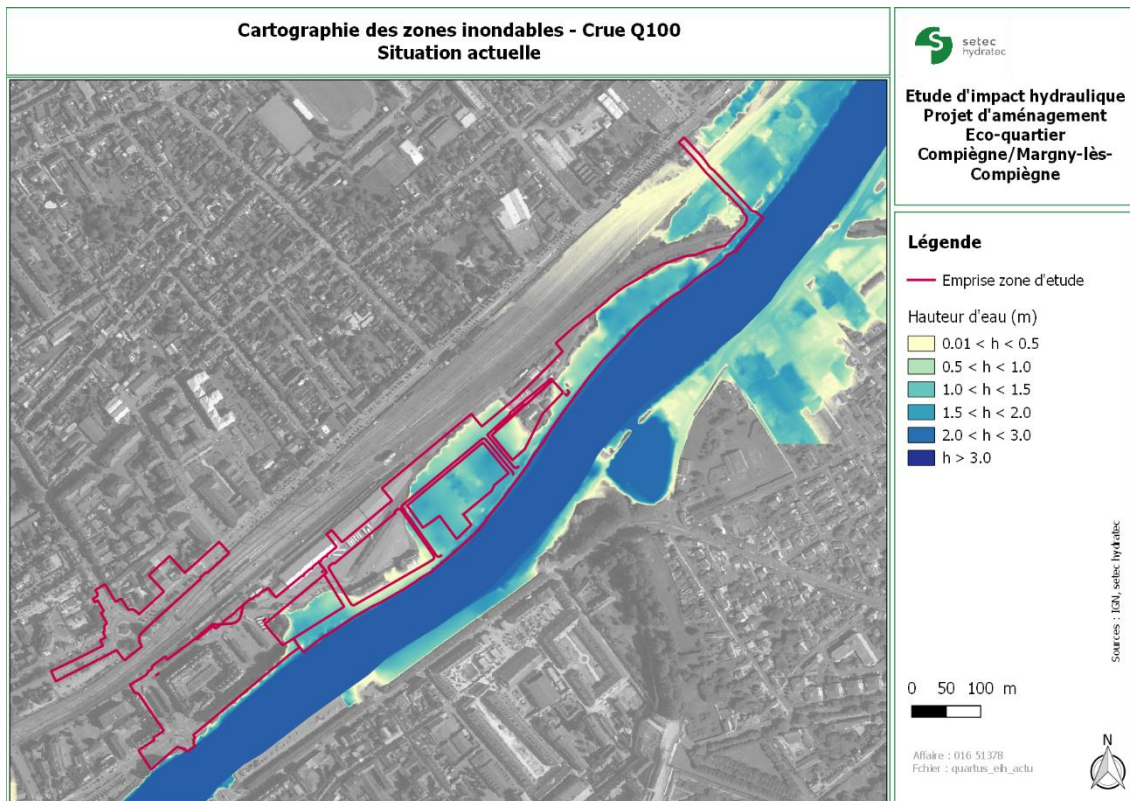 Cartographie des zones inondables - Crue Q100
Situation actuelle
setec
hydratec
Etude d'impact hydraulique
Projet d'aménagement
Eco-quartier
Compiègne/Margny-lès-
Compiègne
Légende
Emprise zone d'etude
Hauteur d'eau (m)
0.01 < h < 0.5
0.5 < h < 1.0
1.0 < h < 1.5
1.5 < h < 2.0
2.0 < h < 3.0
h > 3.0
Sources : IGN, setec hydratec
0 50 100 m
Affaire : 016 51378
Fchier : quartus_eih_actu
N